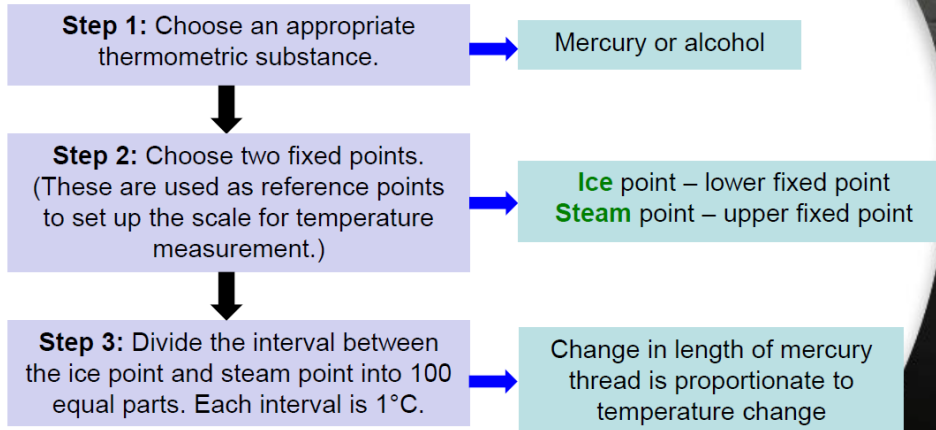 Step 1: Choose an appropriate
thermometric substance.
Mercury or alcohol
Step 2: Choose two fixed points.
(These are used as reference points
to set up the scale for temperature
measurement.)
Ice point – lower fixed point
Steam point – upper fixed point
Step 3: Divide the interval between
the ice point and steam point into 100
equal parts. Each interval is 1°C.
Change in length of mercury
thread is proportionate to
temperature change